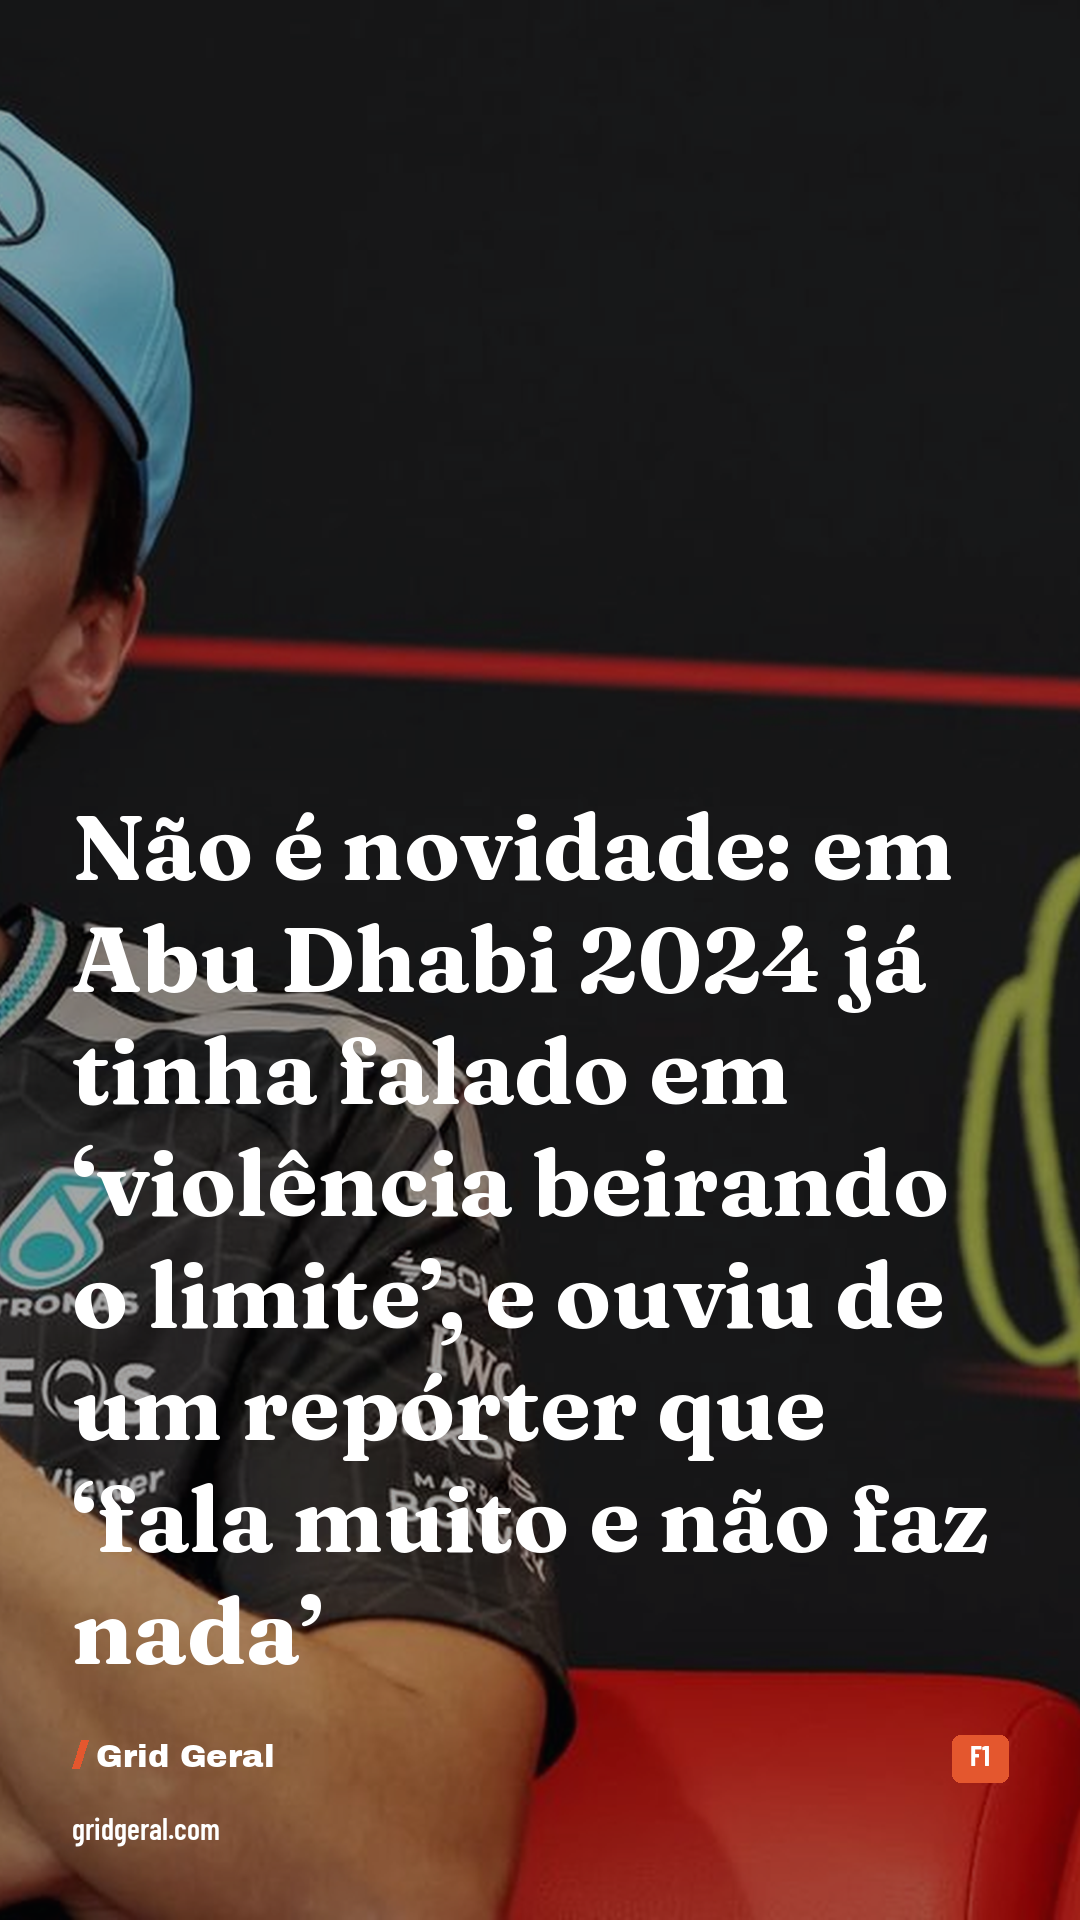 Não é novidade: em
Abu Dhabi 2024 já
tinha falado em
‘violência beirando
o limite’, e ouviu de
um repórter que
‘fala muito e não faz
nada’
/ Grid Geral
F1
gridgeral.com